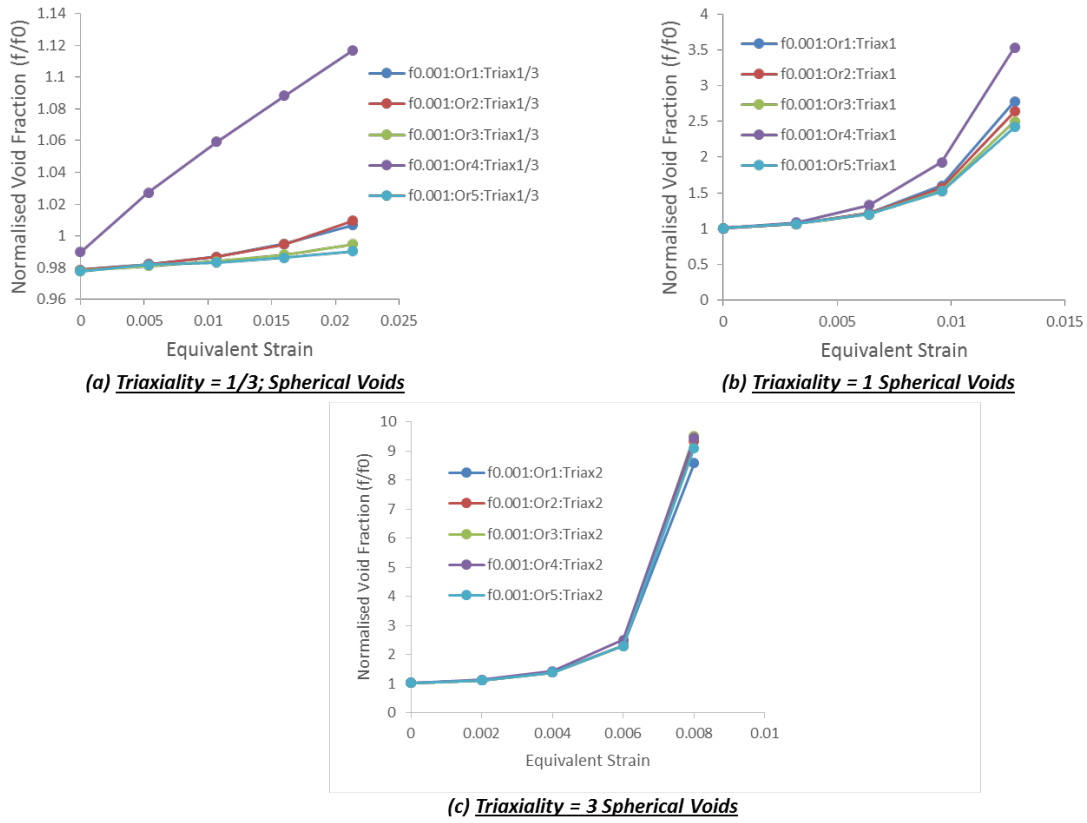 Normalised Void Fraction (f/f0)
1.14
1.12
1.1
1.08
1.06
1.04
1.02
1
0.98
0.96
0
0.005
0.01
0.015
0.02
0.025
Equivalent Strain
f0.001:Or1:Triax1/3
f0.001:Or2:Triax1/3
f0.001:Or3:Triax1/3
f0.001:Or4:Triax1/3
f0.001:Or5:Triax1/3
(a) Triaxiality = 1/3; Spherical Voids
Normalised Void Fraction (f/f0)
4
3.5
3
2.5
2
1.5
1
0.5
0
0
0.005
0.01
0.015
Equivalent Strain
f0.001:Or1:Triax1
f0.001:Or2:Triax1
f0.001:Or3:Triax1
f0.001:Or4:Triax1
f0.001:Or5:Triax1
(b) Triaxiality = 1 Spherical Voids
Normalised Void Fraction (f/f0)
10
9
8
7
6
5
4
3
2
1
0
0
0.002
0.004
0.006
0.008
0.01
Equivalent Strain
f0.001:Or1:Triax2
f0.001:Or2:Triax2
f0.001:Or3:Triax2
f0.001:Or4:Triax2
f0.001:Or5:Triax2
(c) Triaxiality = 3 Spherical Voids